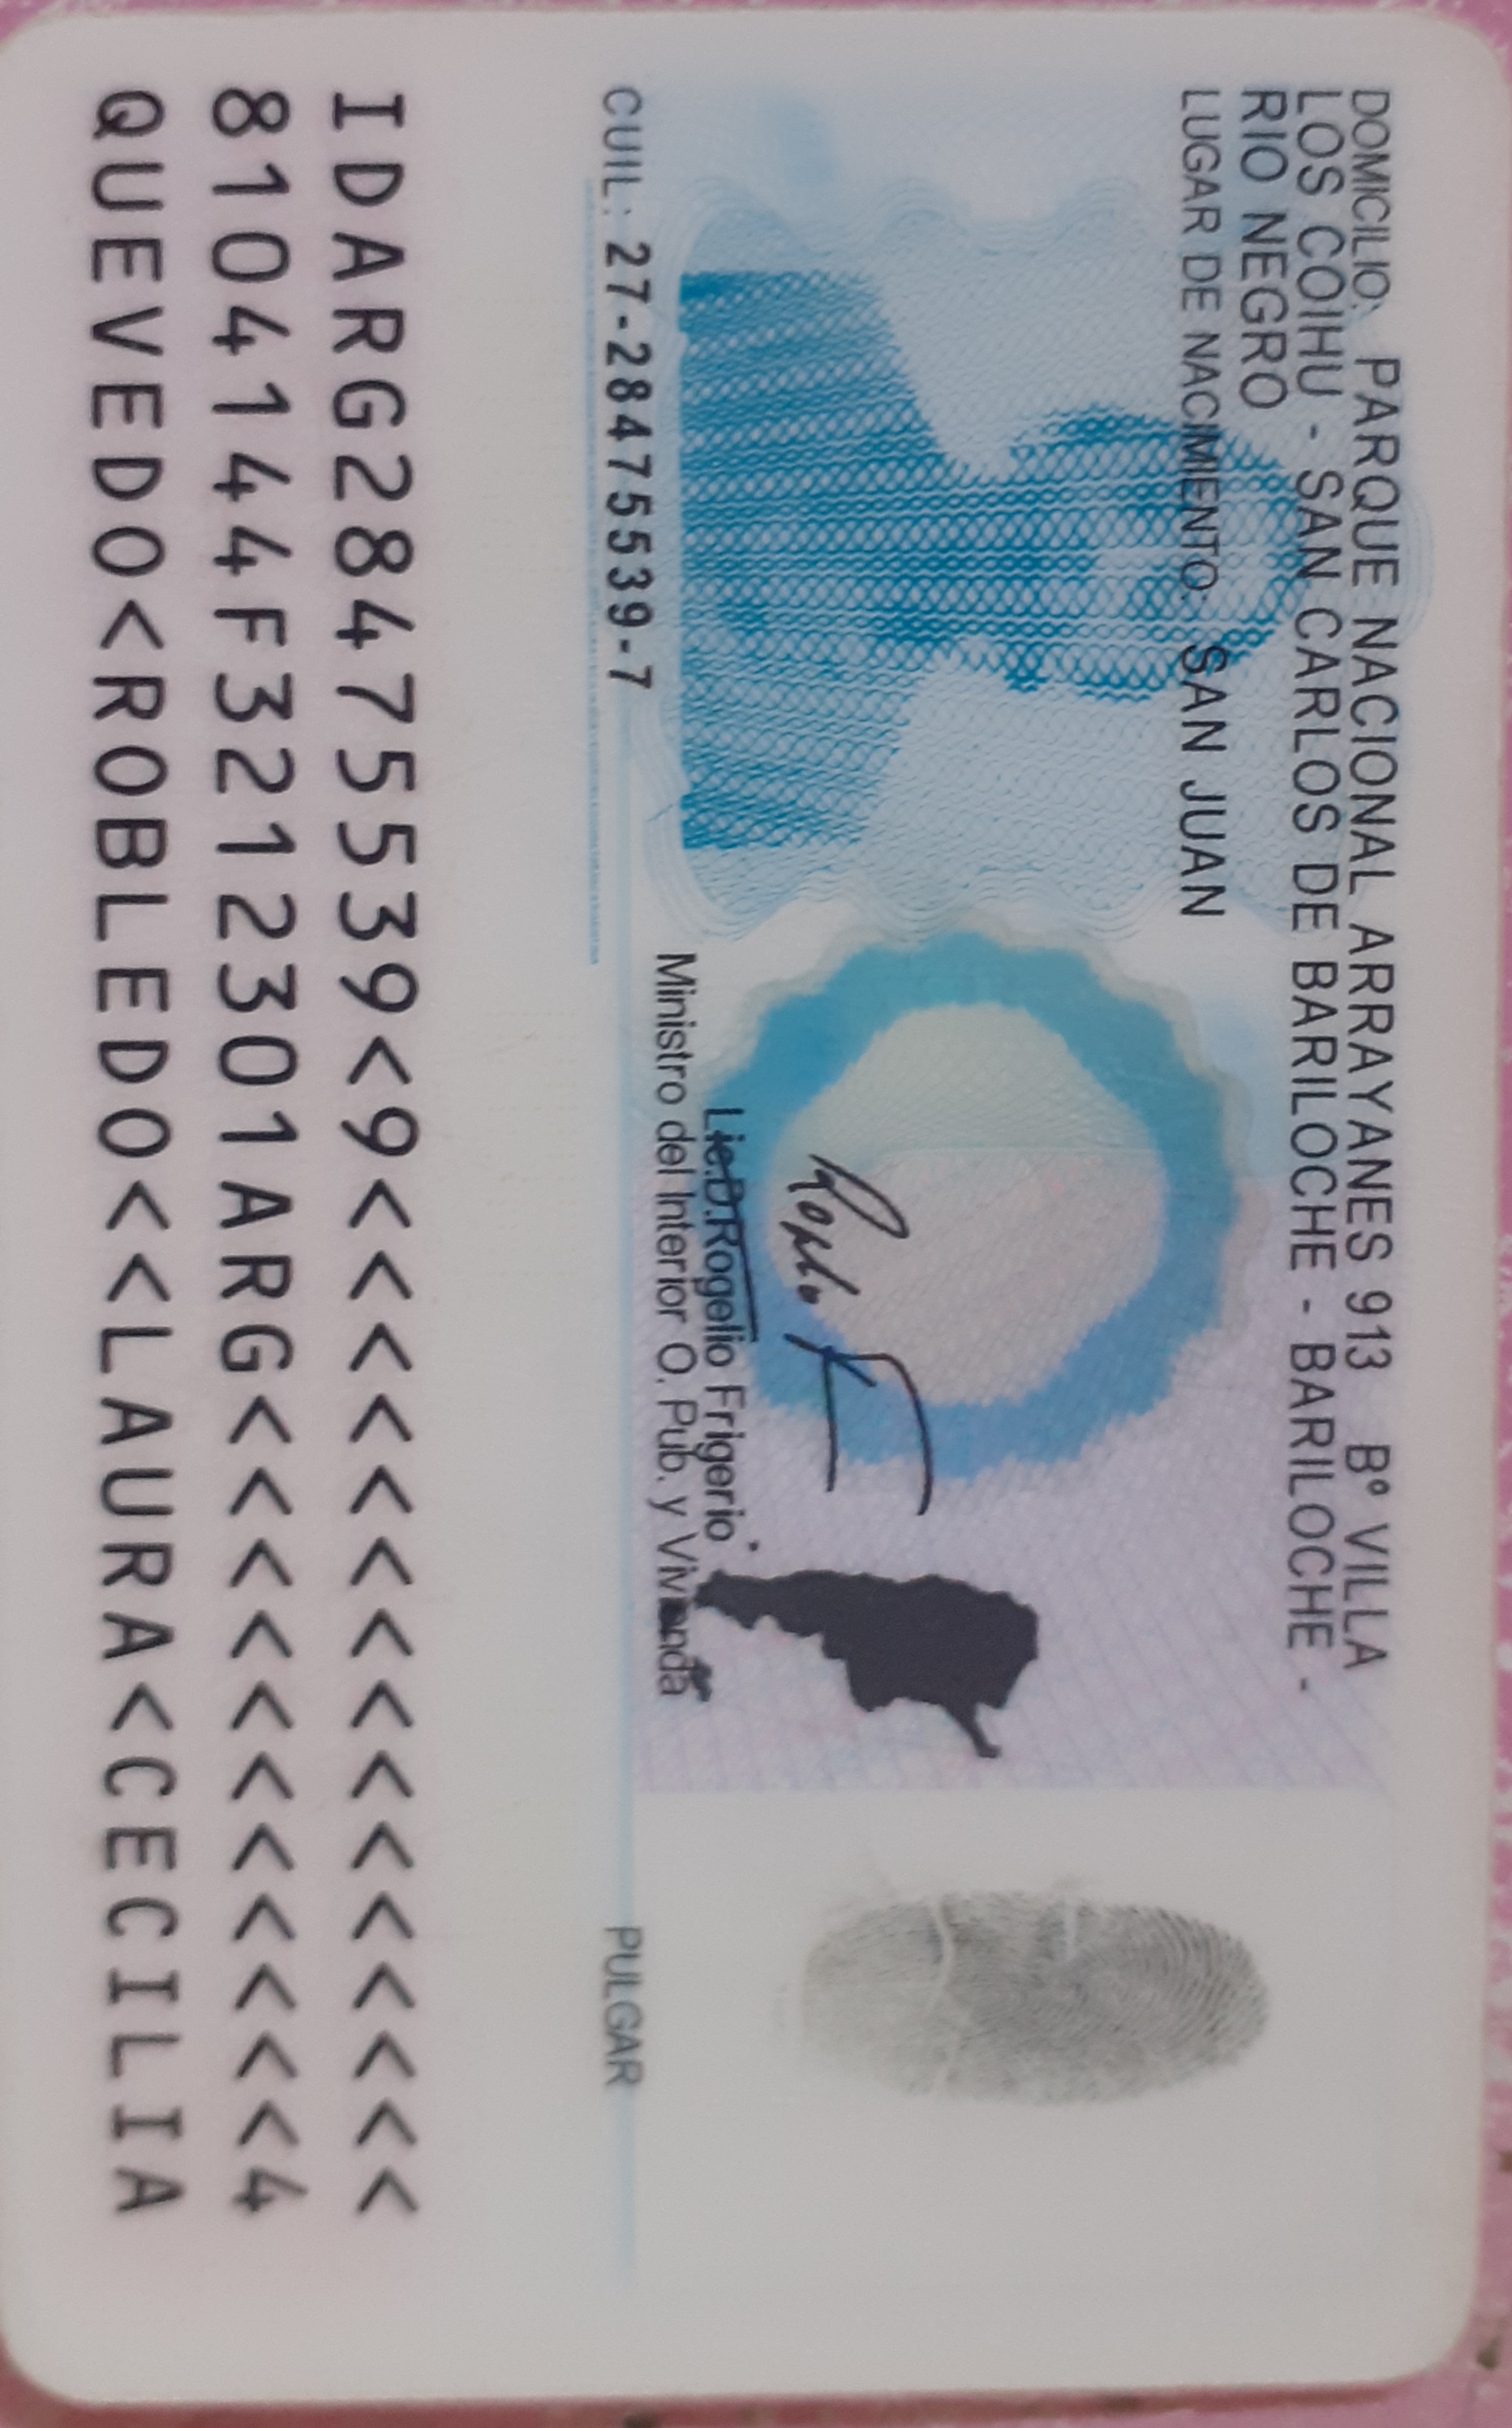 DOMICILIO: PARQUE NACIONAL ARRAYANES 913 Bº VILLA
LOS COIHU - SAN CARLOS DE BARILOCHE - BARILOCHE -
RIO NEGRO
LUGAR DE NACIMIENTO: SAN JUAN
Lic.D.Rogelio Frigerio
Ministro del Interior O. Pub. y Vivienda
CUIL: 27-28475539-7
PULGAR
IDARG28475539<9<<<<<<<<<<<<<<<
8104144F3212301ARG<<<<<<<<<<<4
QUEVEDO<ROBLEDO<<LAURA<CECILIA